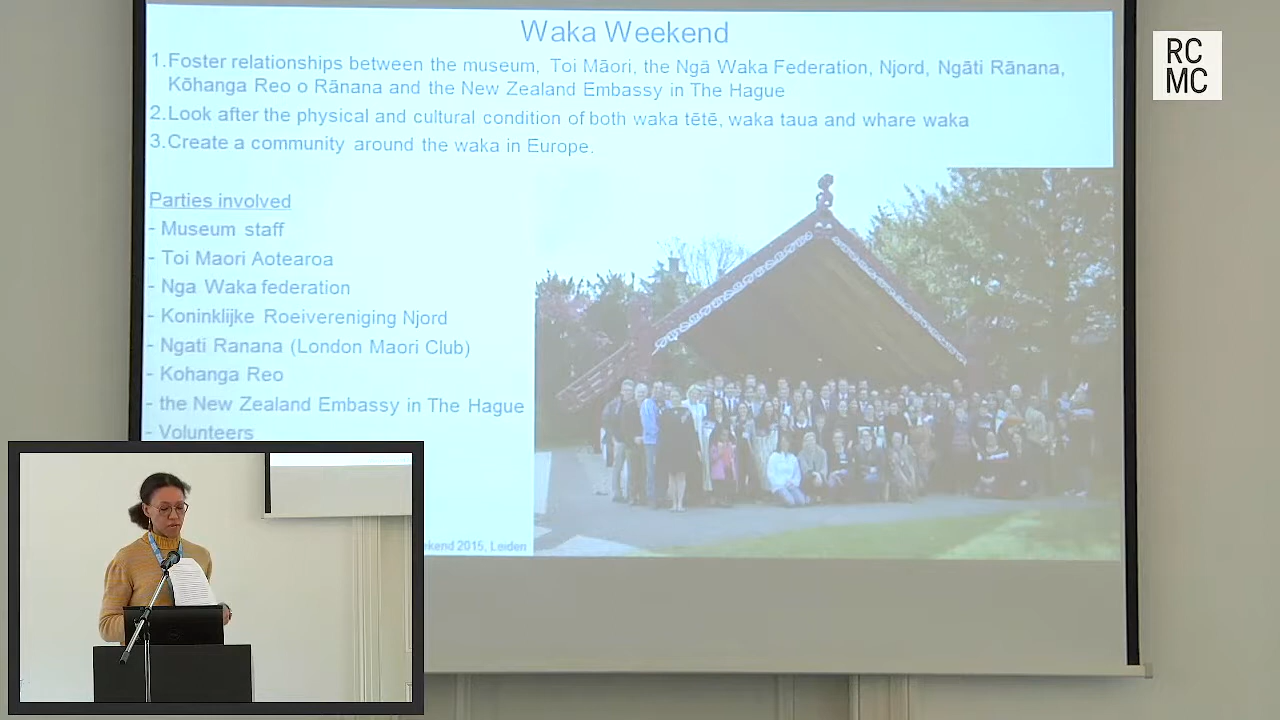 Waka Weekend
1.Foster relationships between the museum, Toi Māori, the Ngā Waka Federation, Njord, Ngāti Rānana,
Kōhanga Reo o Rānana and the New Zealand Embassy in The Hague
2.Look after the physical and cultural condition of both waka tētē, waka taua and whare waka
3.Create a community around the waka in Europe.
Parties involved
- Museum staff
- Toi Maori Aotearoa
- Nga Waka federation
- Koninklijke Roeivereniging Njord
- Ngati Ranana (London Maori Club)
- Kohanga Reo
- the New Zealand Embassy in The Hague
- Volunteers
ekend 2015, Leiden
RC
MC